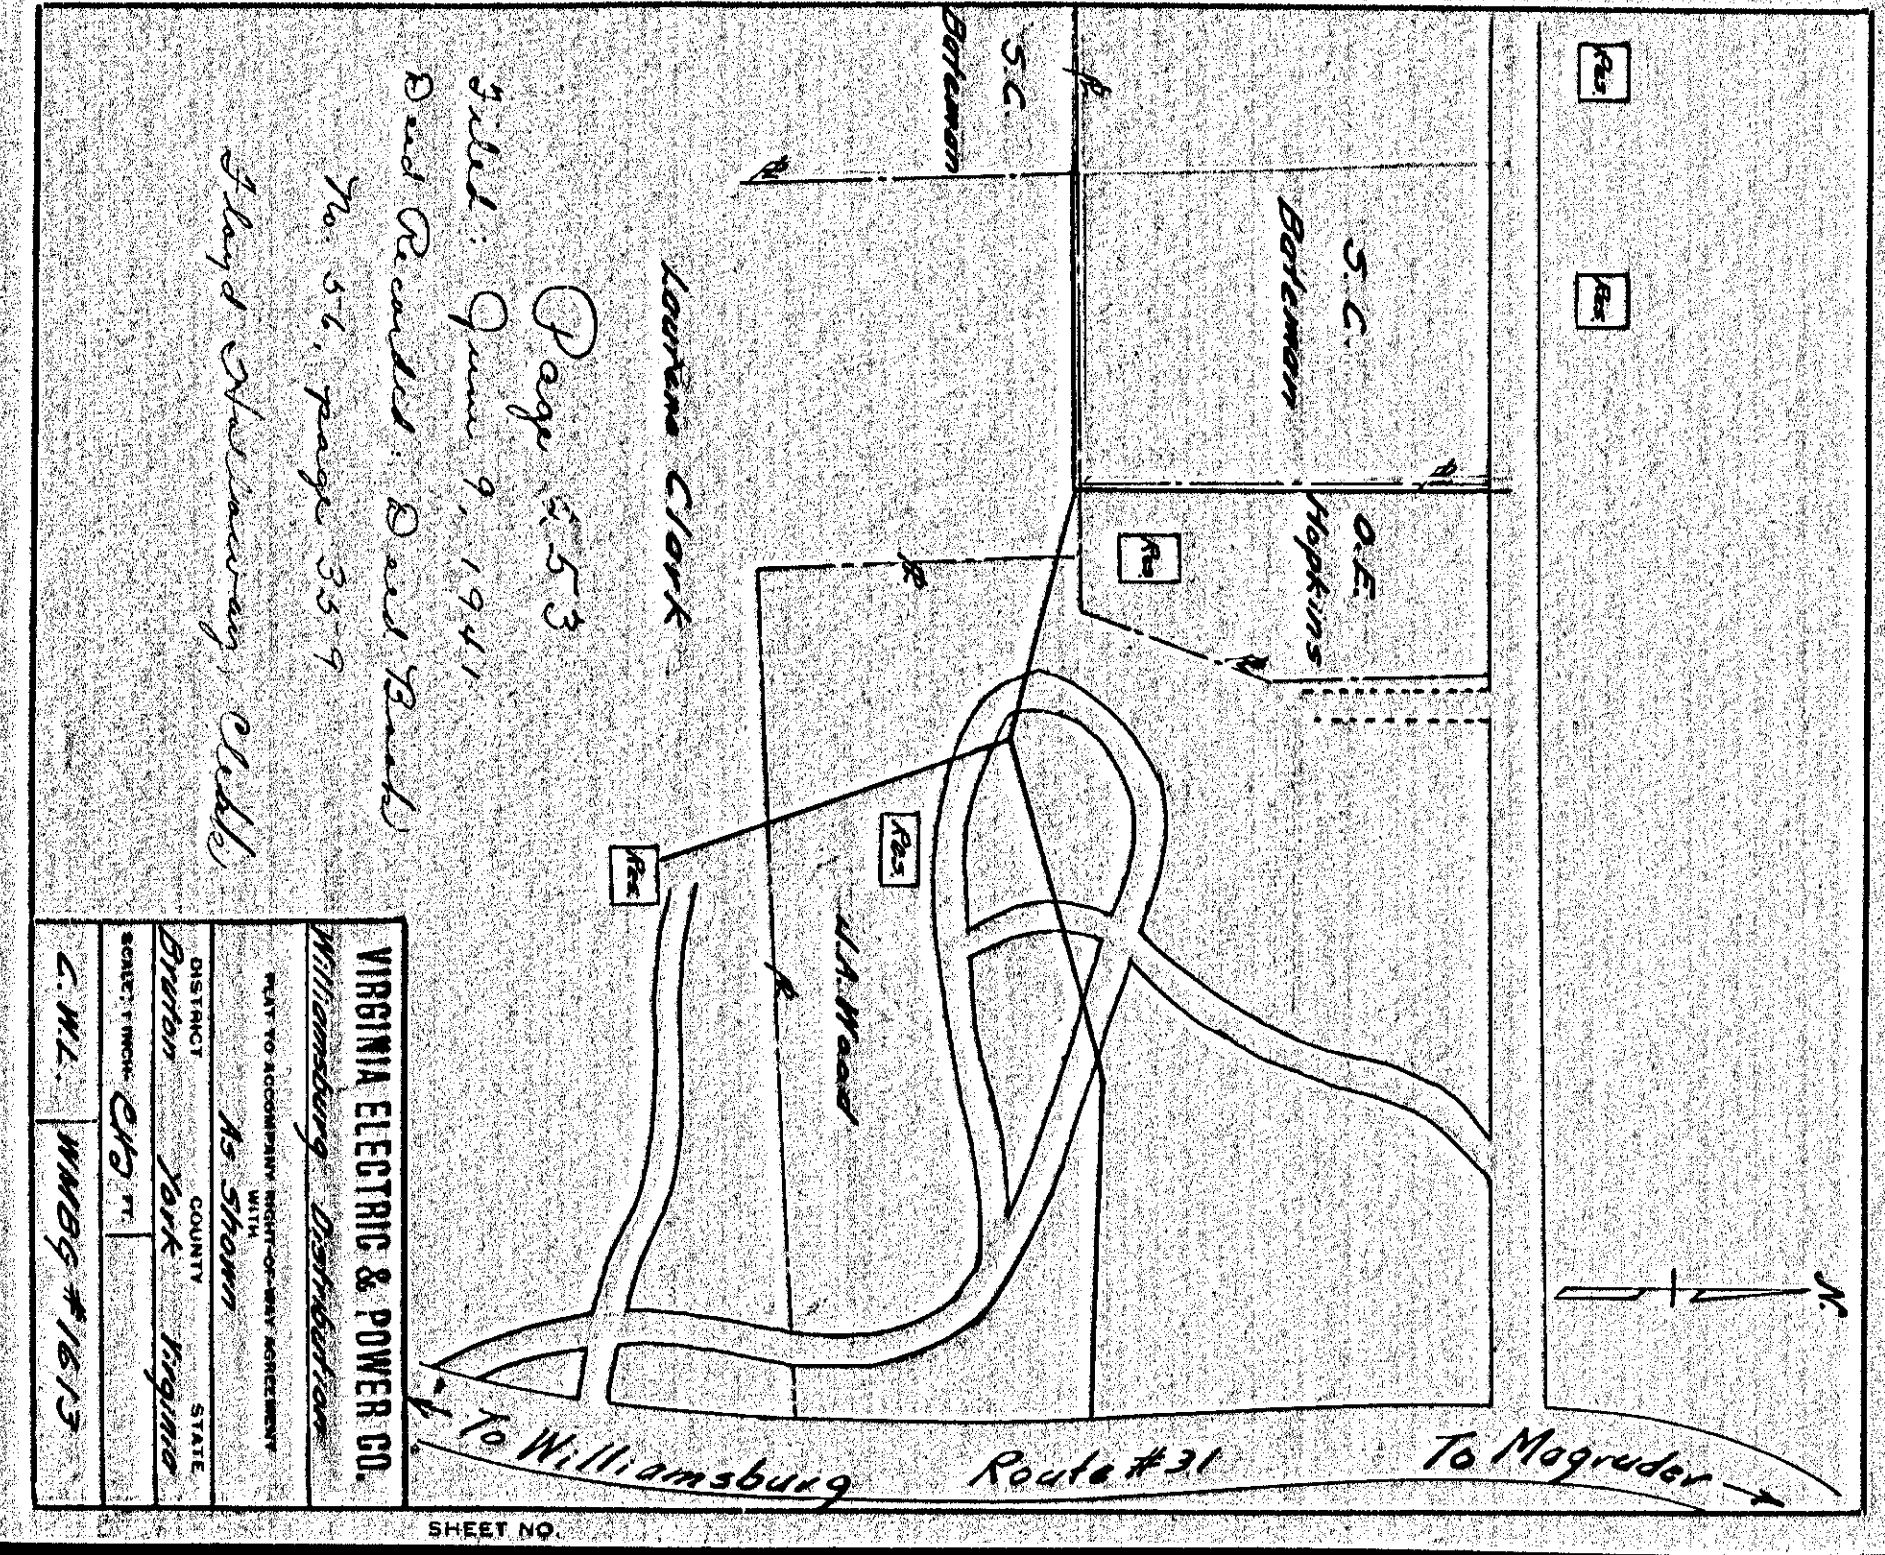 Res.
Res.
S.C.
Bateman
S.C.
Bateman
O.E.
Hopkins
Res.
Louise Clark
Page 553
Filed: June 9, 1941
Deed Recorded: Deed Book
No. 56, page 359
Floyd Holloway, Clerk
Res.
Res.
W.A. Wood
N.
To Magruder
Route #31
To Williamsburg
VIRGINIA ELECTRIC & POWER CO.
Williamsburg Distribution
PLAT TO ACCOMPANY RIGHT-OF-WAY AGREEMENT
WITH
As Shown
DISTRICT COUNTY STATE
Bruton York Virginia
SCALE: 1 INCH= FT.
C.W.L. WMBG #1613
SHEET NO.